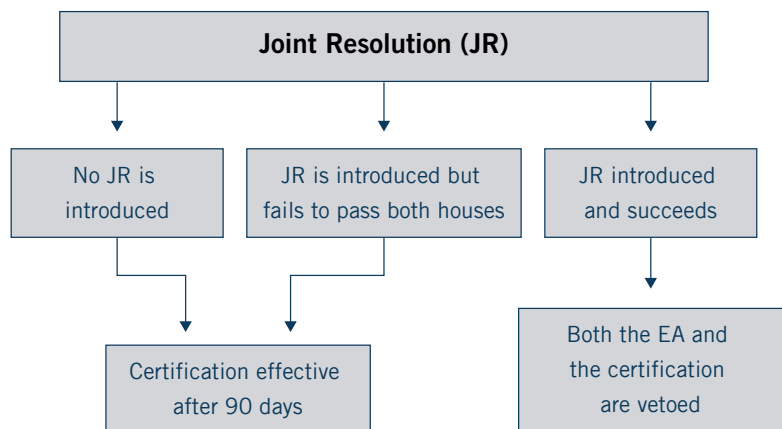 Joint Resolution (JR)
No JR is
introduced
JR is introduced but
fails to pass both houses
JR introduced
and succeeds
Certification effective
after 90 days
Both the EA and
the certification
are vetoed